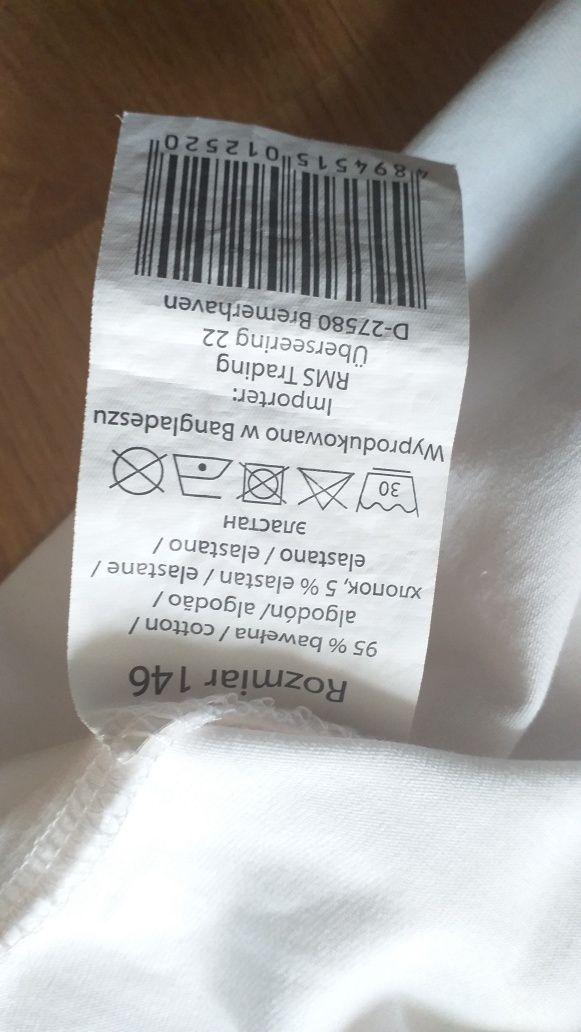 Rozmiar 146
95 % bawełna / cotton /
algodón/ algodão /
хлопок, 5 % elastan / elastane /
elastano / elastano /
эластан
30
Wyprodukowano w Bangladeszu
Importer:
RMS Trading
Überseering 22
D-27580 Bremerhaven
4 894515 012520